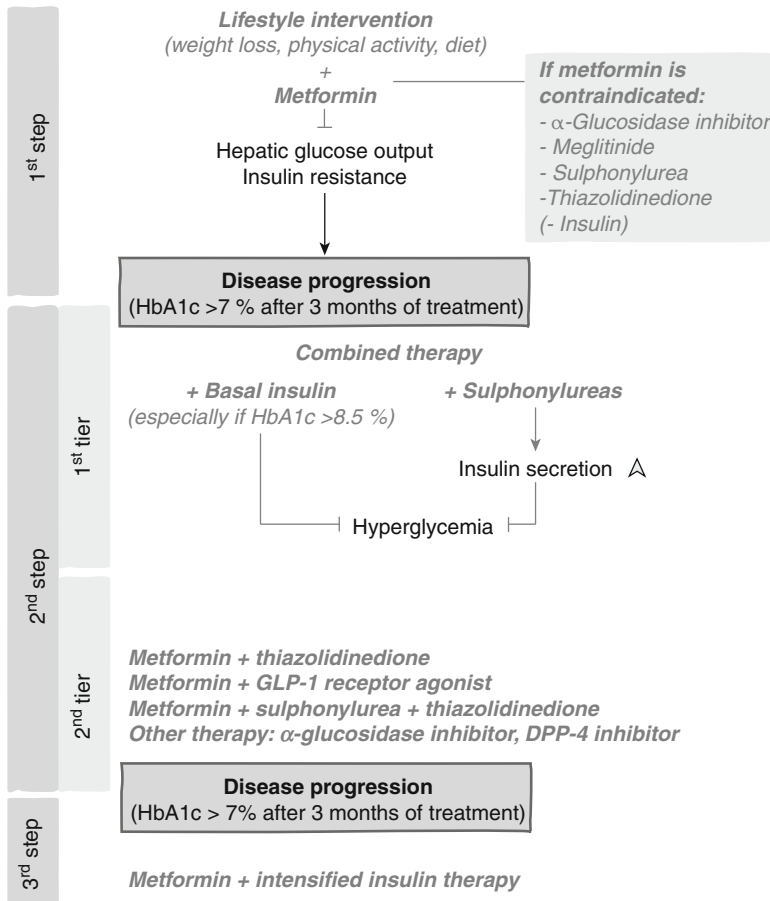 Lifestyle intervention
(weight loss, physical activity, diet)
+
Metformin
If metformin is
contraindicated:
- α-Glucosidase inhibitor
- Meglitinide
- Sulphonylurea
-Thiazolidinedione
(- Insulin)
Hepatic glucose output
Insulin resistance
1st step
Disease progression
(HbA1c >7 % after 3 months of treatment)
Combined therapy
+ Basal insulin
(especially if HbA1c >8.5 %)
+ Sulphonylureas
Insulin secretion
Hyperglycemia
1st tier
2nd step
2nd tier
Metformin + thiazolidinedione
Metformin + GLP-1 receptor agonist
Metformin + sulphonylurea + thiazolidinedione
Other therapy: α-glucosidase inhibitor, DPP-4 inhibitor
Disease progression
(HbA1c > 7% after 3 months of treatment)
3rd step
Metformin + intensified insulin therapy